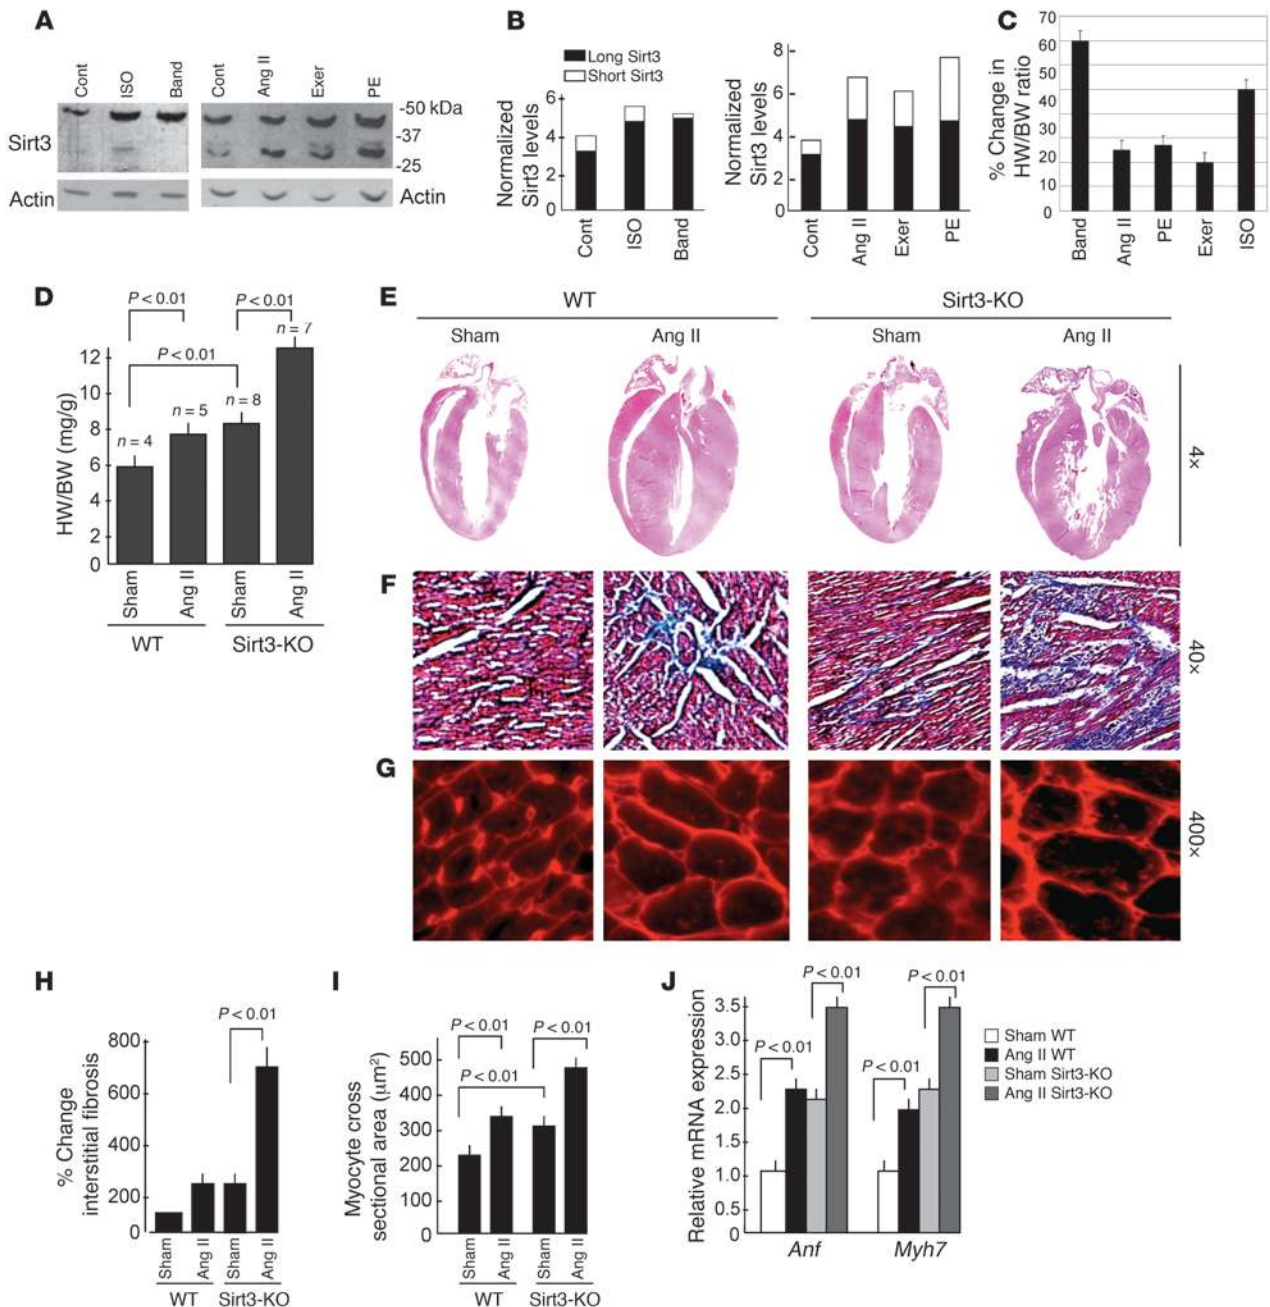 A
Cont
ISO
Band
Cont
Ang II
Exer
PE
Sirt3
-50 kDa
-37
-25
Actin
Actin
B
Long Sirt3
Short Sirt3
Normalized
Sirt3 levels
6
4
2
0
Cont
ISO
Band
Normalized
Sirt3 levels
8
6
4
2
0
Cont
Ang II
Exer
PE
C
% Change in
HW/BW ratio
70
60
50
40
30
20
10
0
Band
Ang II
PE
Exer
ISO
D
P < 0.01
P < 0.01
P < 0.01
n = 4
n = 5
n = 8
n = 7
HW/BW (mg/g)
12
10
8
6
4
2
0
Sham
Ang II
Sham
Ang II
WT
Sirt3-KO
E
WT
Sirt3-KO
Sham
Ang II
Sham
Ang II
4×
F
40×
G
400×
H
P < 0.01
% Change
interstitial fibrosis
800
600
400
200
0
Sham
Ang II
Sham
Ang II
WT
Sirt3-KO
I
P < 0.01
P < 0.01
P < 0.01
Myocyte cross
sectional area (μm²)
500
400
300
200
100
0
Sham
Ang II
Sham
Ang II
WT
Sirt3-KO
J
P < 0.01
P < 0.01
P < 0.01
P < 0.01
Relative mRNA expression
3.5
3.0
2.5
2.0
1.5
1.0
0.5
0
Anf
Myh7
Sham WT
Ang II WT
Sham Sirt3-KO
Ang II Sirt3-KO